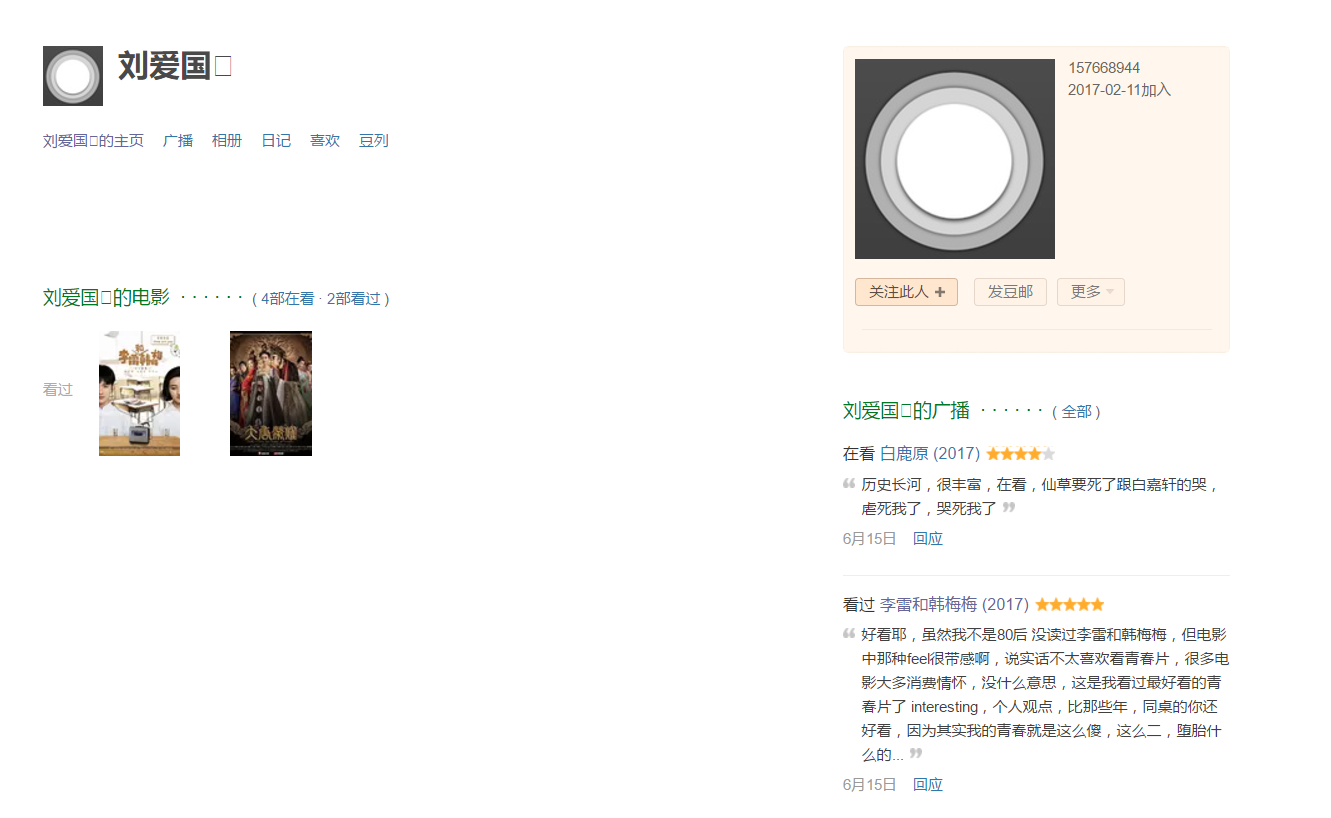 刘爱国
刘爱国的主页 广播 相册 日记 喜欢 豆列
刘爱国的电影 · · · · · · ( 4部在看 · 2部看过 )
看过
李雷韩梅
大唐荣耀
157668944
2017-02-11加入
关注此人
发豆邮
更多
刘爱国的广播 · · · · · · ( 全部 )
在看 白鹿原 (2017)
历史长河，很丰富，在看，仙草要死了跟白嘉轩的哭，
虐死我了，哭死我了
6月15日 回应
看过 李雷和韩梅梅 (2017)
好看耶，虽然我不是80后 没读过李雷和韩梅梅，但电影
中那种feel很带感啊，说实话不太喜欢看青春片，很多电
影大多消费情怀，没什么意思，这是我看过最好看的青
春片了 interesting，个人观点，比那些年，同桌的你还
好看，因为其实我的青春就是这么傻，这么二，堕胎什
么的...
6月15日 回应